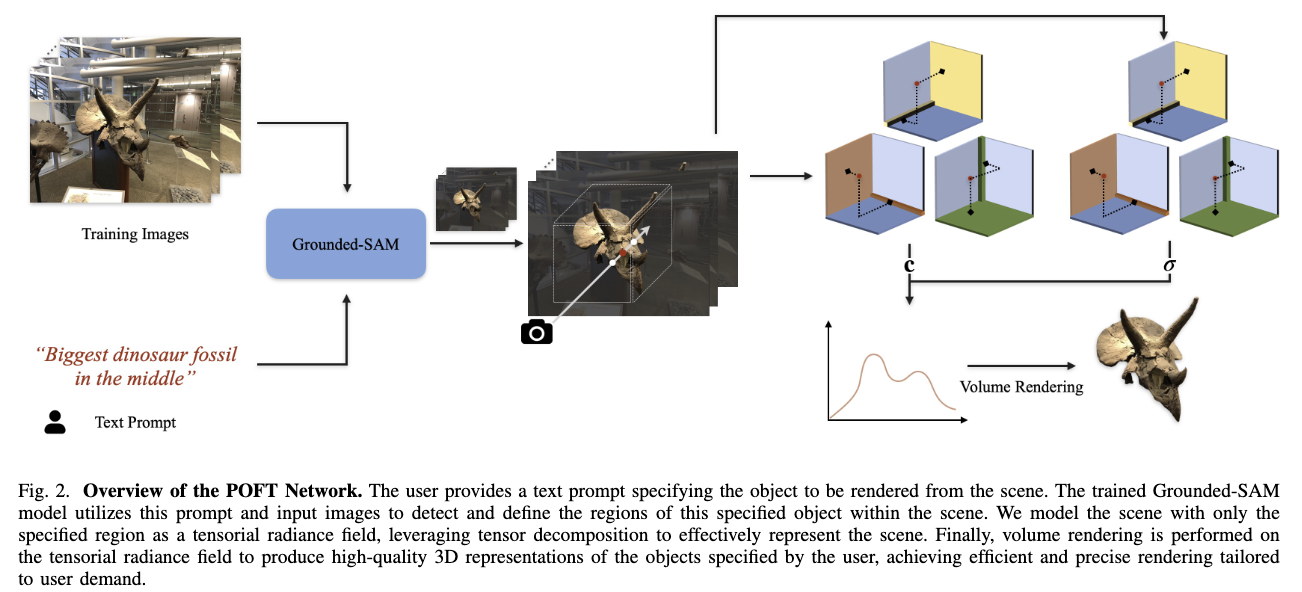 Training Images
Grounded-SAM
“Biggest dinosaur fossil
in the middle”
Text Prompt
c
σ
Volume Rendering
Fig. 2. Overview of the POFT Network. The user provides a text prompt specifying the object to be rendered from the scene. The trained Grounded-SAM
model utilizes this prompt and input images to detect and define the regions of this specified object within the scene. We model the scene with only the
specified region as a tensorial radiance field, leveraging tensor decomposition to effectively represent the scene. Finally, volume rendering is performed on
the tensorial radiance field to produce high-quality 3D representations of the objects specified by the user, achieving efficient and precise rendering tailored
to user demand.